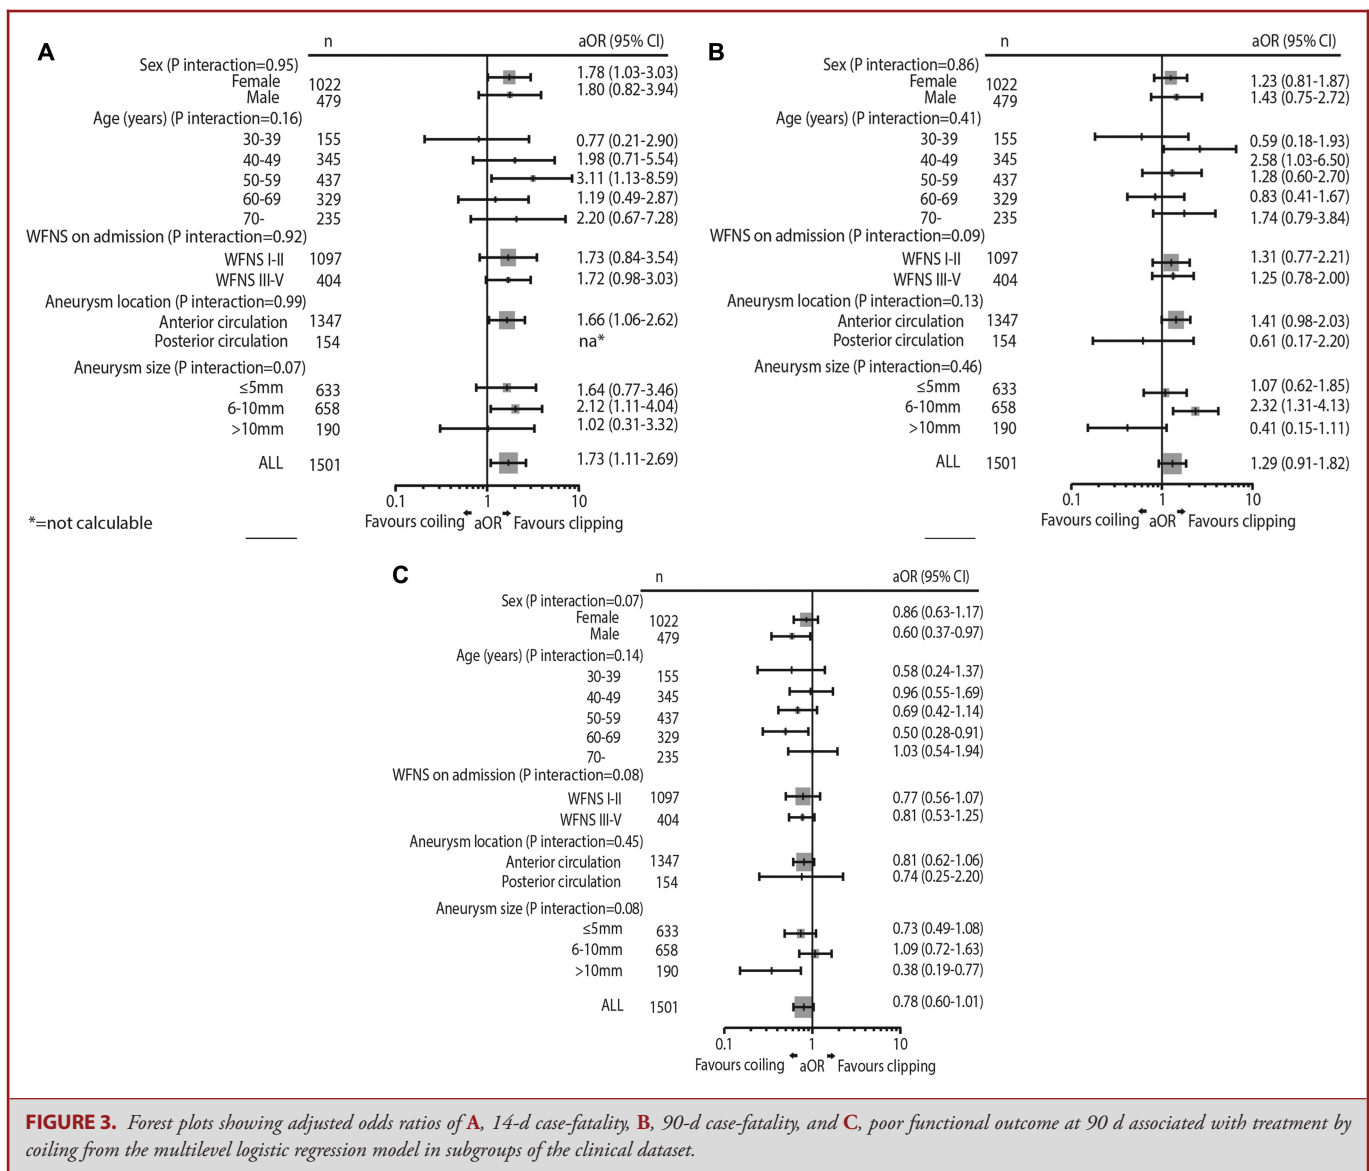 A
n aOR (95% CI)
Sex (P interaction=0.95)
Female 1022 1.78 (1.03-3.03)
Male 479 1.80 (0.82-3.94)
Age (years) (P interaction=0.16)
30-39 155 0.77 (0.21-2.90)
40-49 345 1.98 (0.71-5.54)
50-59 437 3.11 (1.13-8.59)
60-69 329 1.19 (0.49-2.87)
70- 235 2.20 (0.67-7.28)
WFNS on admission (P interaction=0.92)
WFNS I-II 1097 1.73 (0.84-3.54)
WFNS III-V 404 1.72 (0.98-3.03)
Aneurysm location (P interaction=0.99)
Anterior circulation 1347 1.66 (1.06-2.62)
Posterior circulation 154 na*
Aneurysm size (P interaction=0.07)
≤5mm 633 1.64 (0.77-3.46)
6-10mm 658 2.12 (1.11-4.04)
>10mm 190 1.02 (0.31-3.32)
ALL 1501 1.73 (1.11-2.69)
0.1 1 10
Favours coiling aOR Favours clipping
*=not calculable
B
n aOR (95% CI)
Sex (P interaction=0.86)
Female 1022 1.23 (0.81-1.87)
Male 479 1.43 (0.75-2.72)
Age (years) (P interaction=0.41)
30-39 155 0.59 (0.18-1.93)
40-49 345 2.58 (1.03-6.50)
50-59 437 1.28 (0.60-2.70)
60-69 329 0.83 (0.41-1.67)
70- 235 1.74 (0.79-3.84)
WFNS on admission (P interaction=0.09)
WFNS I-II 1097 1.31 (0.77-2.21)
WFNS III-V 404 1.25 (0.78-2.00)
Aneurysm location (P interaction=0.13)
Anterior circulation 1347 1.41 (0.98-2.03)
Posterior circulation 154 0.61 (0.17-2.20)
Aneurysm size (P interaction=0.46)
≤5mm 633 1.07 (0.62-1.85)
6-10mm 658 2.32 (1.31-4.13)
>10mm 190 0.41 (0.15-1.11)
ALL 1501 1.29 (0.91-1.82)
0.1 1 10
Favours coiling aOR Favours clipping
C
n aOR (95% CI)
Sex (P interaction=0.07)
Female 1022 0.86 (0.63-1.17)
Male 479 0.60 (0.37-0.97)
Age (years) (P interaction=0.14)
30-39 155 0.58 (0.24-1.37)
40-49 345 0.96 (0.55-1.69)
50-59 437 0.69 (0.42-1.14)
60-69 329 0.50 (0.28-0.91)
70- 235 1.03 (0.54-1.94)
WFNS on admission (P interaction=0.08)
WFNS I-II 1097 0.77 (0.56-1.07)
WFNS III-V 404 0.81 (0.53-1.25)
Aneurysm location (P interaction=0.45)
Anterior circulation 1347 0.81 (0.62-1.06)
Posterior circulation 154 0.74 (0.25-2.20)
Aneurysm size (P interaction=0.08)
≤5mm 633 0.73 (0.49-1.08)
6-10mm 658 1.09 (0.72-1.63)
>10mm 190 0.38 (0.19-0.77)
ALL 1501 0.78 (0.60-1.01)
0.1 1 10
Favours coiling aOR Favours clipping
FIGURE 3. Forest plots showing adjusted odds ratios of A, 14-d case-fatality, B, 90-d case-fatality, and C, poor functional outcome at 90 d associated with treatment by
coiling from the multilevel logistic regression model in subgroups of the clinical dataset.